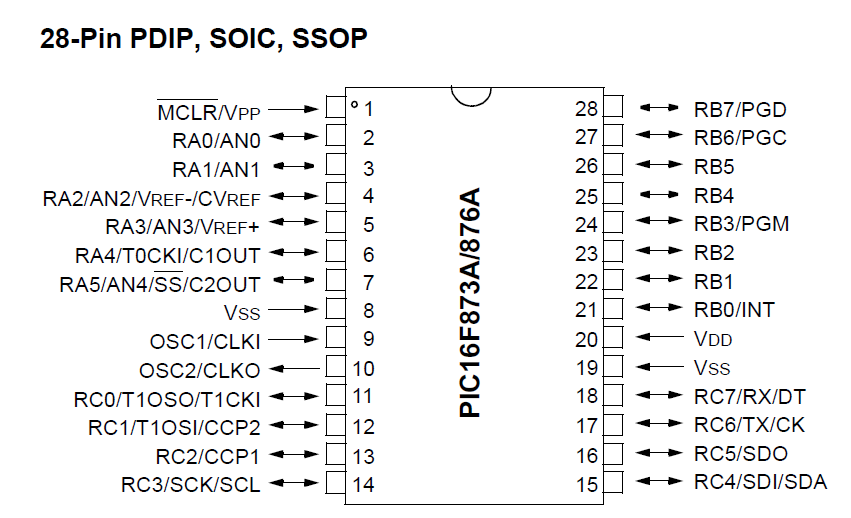 28-Pin PDIP, SOIC, SSOP
MCLR/VPP 1 28 RB7/PGD
RA0/AN0 2 27 RB6/PGC
RA1/AN1 3 26 RB5
RA2/AN2/VREF-/CVREF 4 25 RB4
RA3/AN3/VREF+ 5 24 RB3/PGM
RA4/T0CKI/C1OUT 6 23 RB2
RA5/AN4/SS/C2OUT 7 22 RB1
VSS 8 21 RB0/INT
OSC1/CLKI 9 20 VDD
OSC2/CLKO 10 19 VSS
RC0/T1OSO/T1CKI 11 18 RC7/RX/DT
RC1/T1OSI/CCP2 12 17 RC6/TX/CK
RC2/CCP1 13 16 RC5/SDO
RC3/SCK/SCL 14 15 RC4/SDI/SDA
PIC16F873A/876A